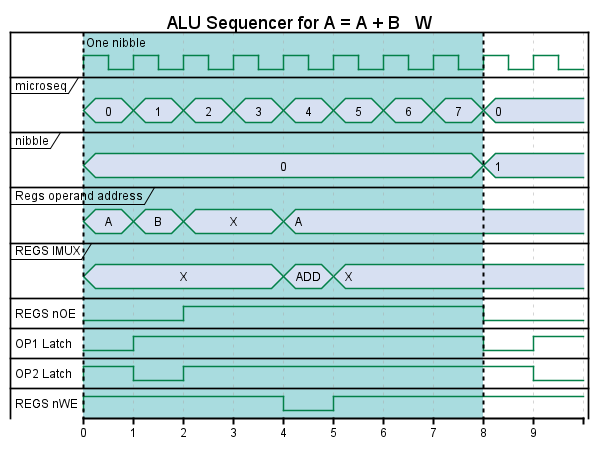 ALU Sequencer for A = A + B W
One nibble
microseq
0 1 2 3 4 5 6 7 0
nibble
0 1
Regs operand address
A B X A
REGS IMUX
X ADD X
REGS nOE
OP1 Latch
OP2 Latch
REGS nWE
0 1 2 3 4 5 6 7 8 9